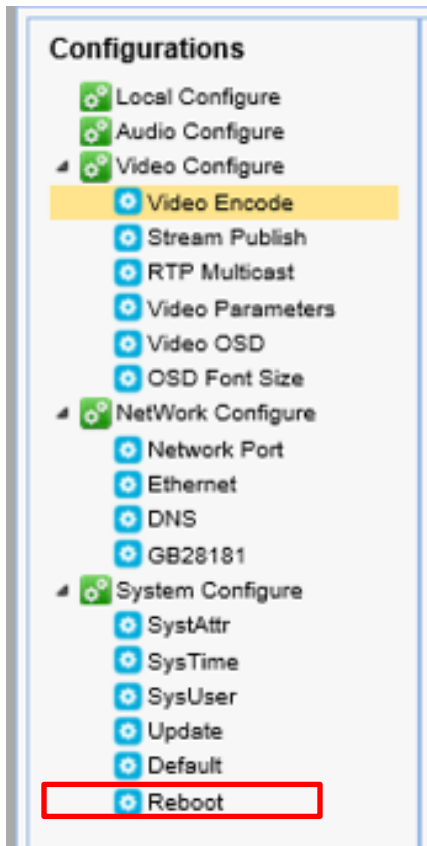 Configurations
Local Configure
Audio Configure
Video Configure
Video Encode
Stream Publish
RTP Multicast
Video Parameters
Video OSD
OSD Font Size
NetWork Configure
Network Port
Ethernet
DNS
GB28181
System Configure
SystAttr
SysTime
SysUser
Update
Default
Reboot